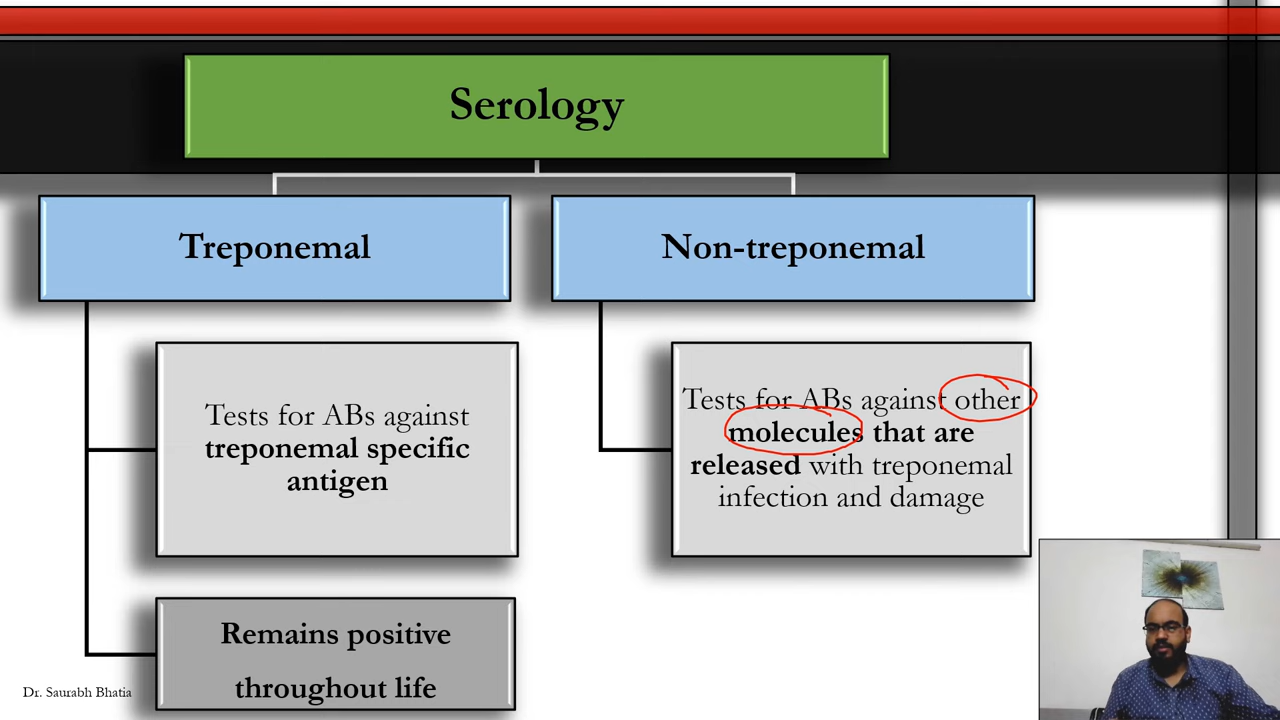 Serology
Treponemal
Non-treponemal
Tests for ABs against
treponemal specific
antigen
Tests for ABs against other
molecules that are
released with treponemal
infection and damage
Remains positive
throughout life
Dr. Saurabh Bhatia